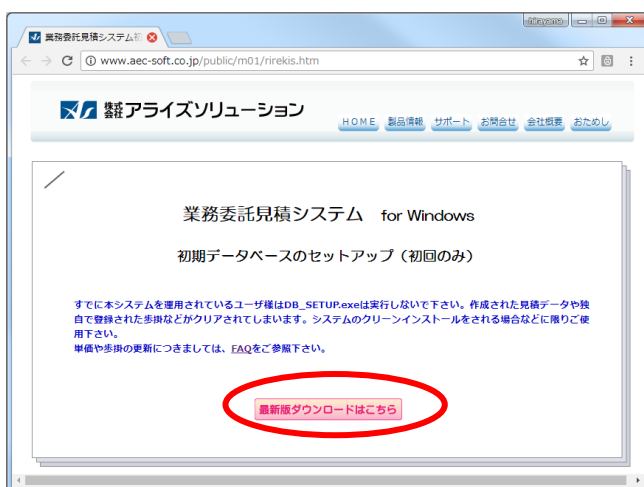 hirayama
業務委託見積システム初
www.aec-soft.co.jp/public/m01/rirekis.htm
株式会社アライズソリューション
HOME 製品情報 サポート お問合せ 会社概要 おためし
業務委託見積システム for Windows
初期データベースのセットアップ（初回のみ）
すでに本システムを運用されているユーザ様はDB_SETUP.exeは実行しないで下さい。作成された見積データや独
自で登録された歩掛などがクリアされてしまいます。システムのクリーンインストールをされる場合などに限りご使
用下さい。
単価や歩掛の更新につきましては、FAQをご参照下さい。
最新版ダウンロードはこちら